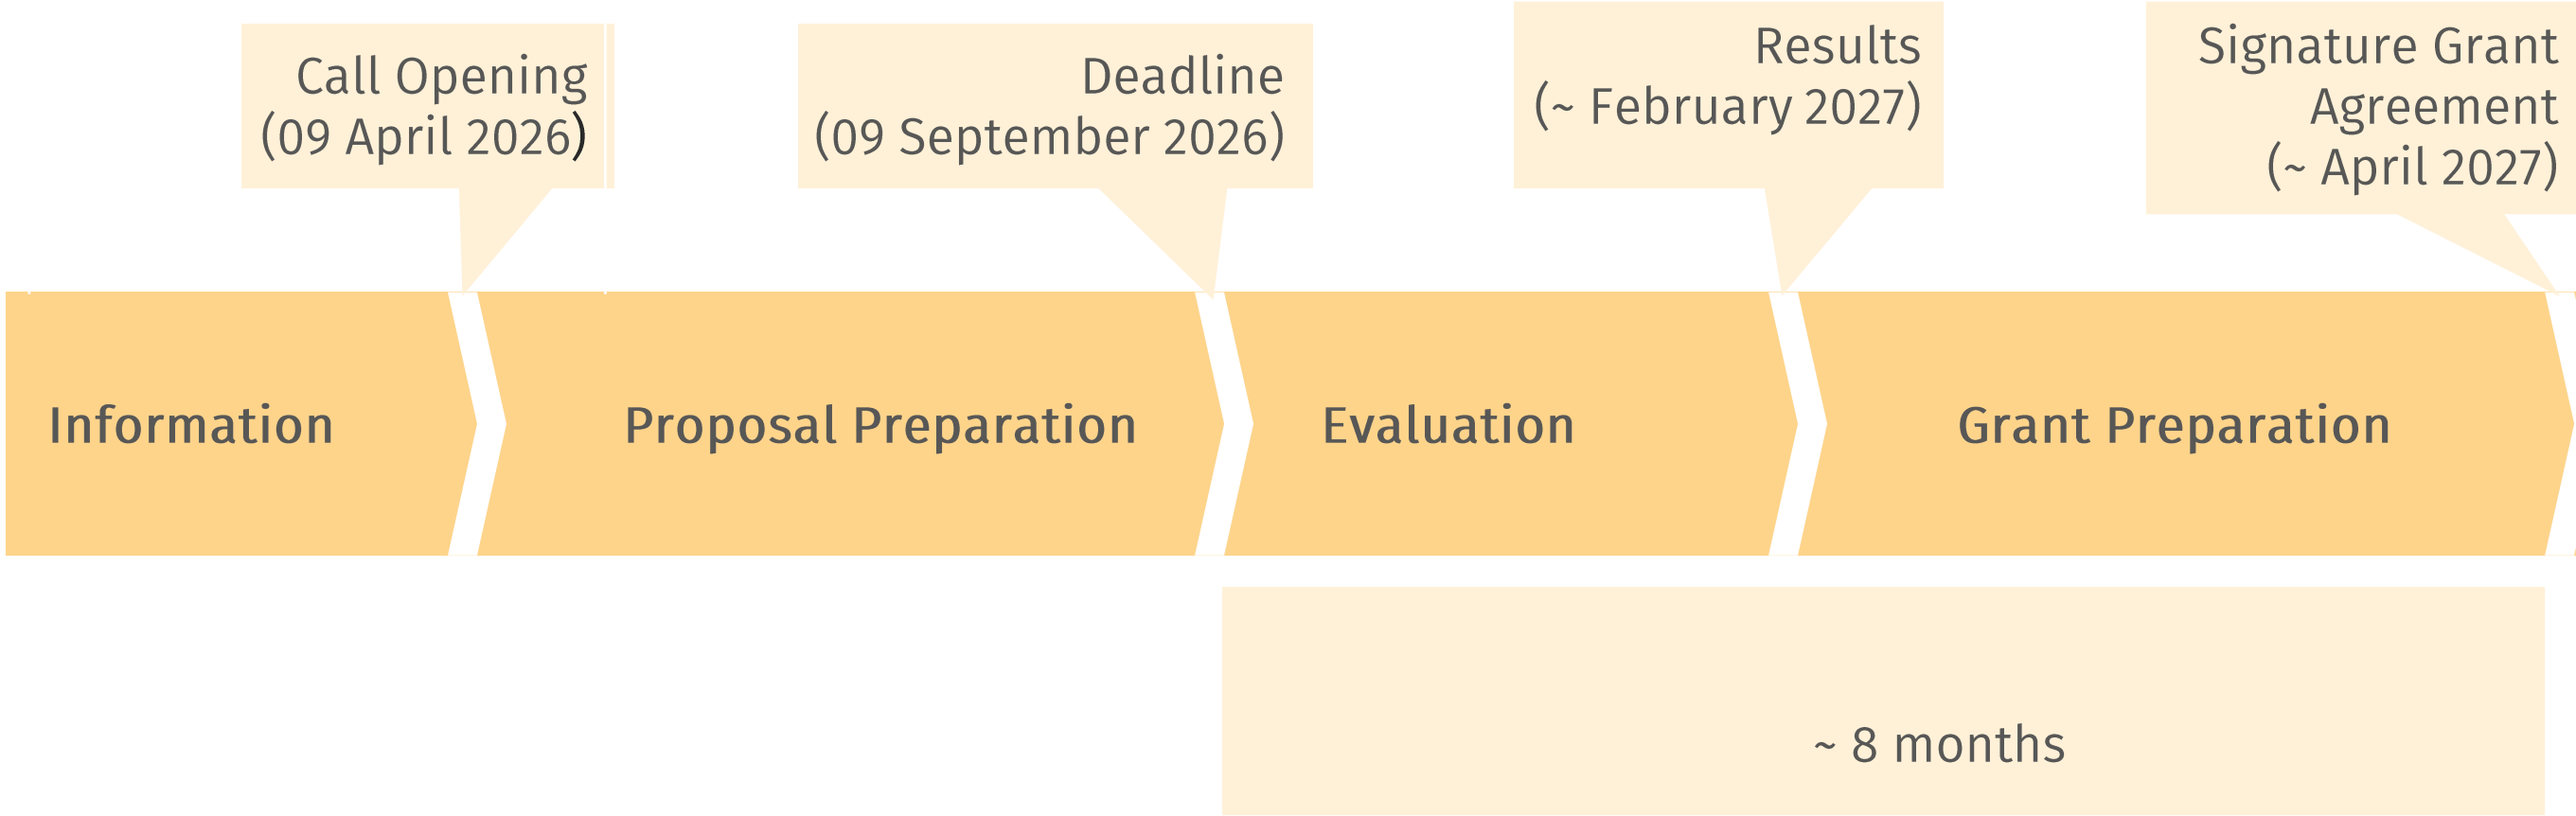 Call Opening
(09 April 2026)
Deadline
(09 September 2026)
Results
(~ February 2027)
Signature Grant
Agreement
(~ April 2027)
Information
Proposal Preparation
Evaluation
Grant Preparation
~ 8 months